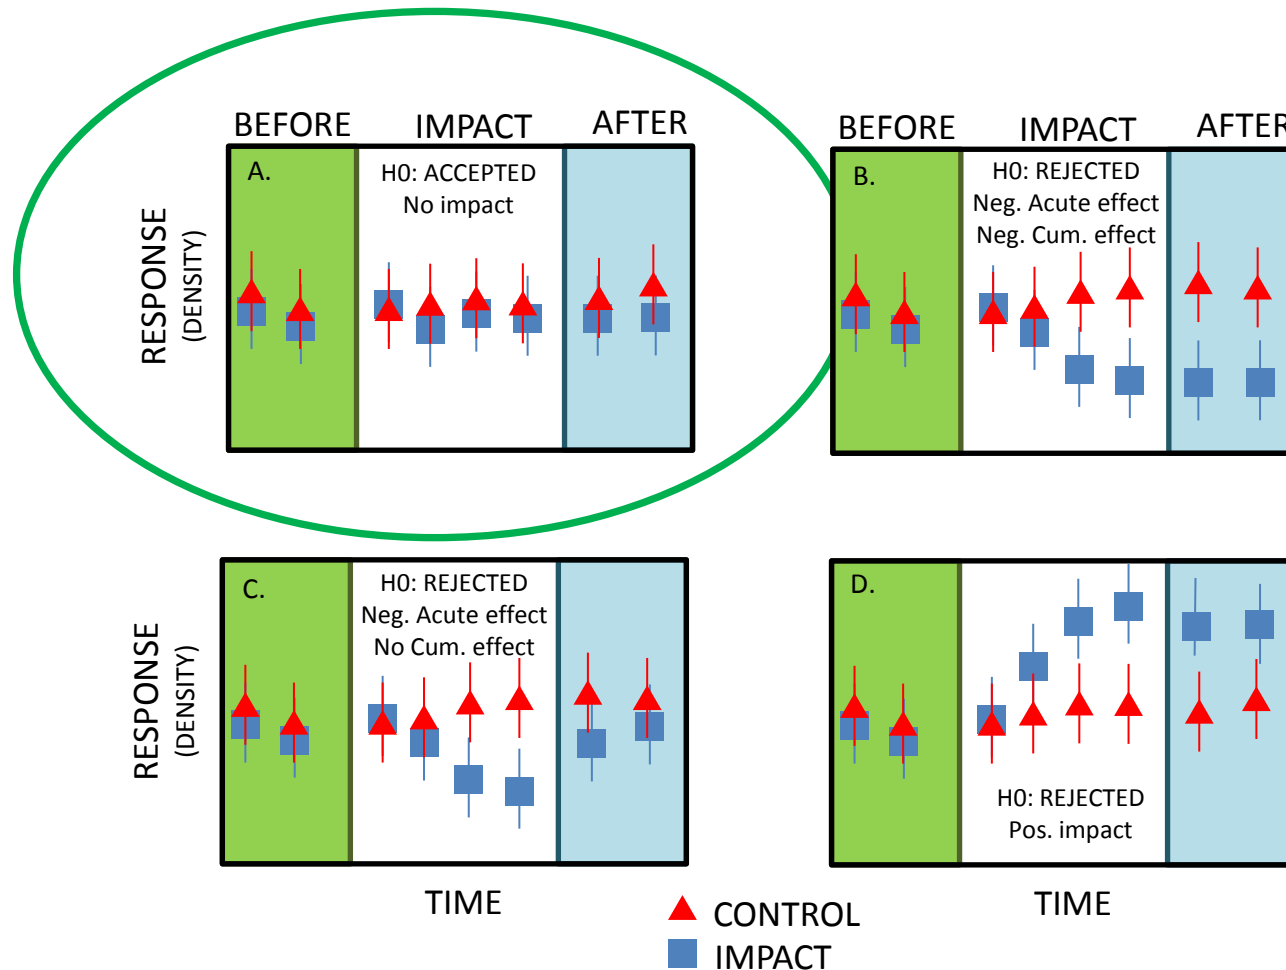 BEFORE IMPACT AFTER
A.
H0: ACCEPTED
No impact
RESPONSE
(DENSITY)
BEFORE IMPACT AFTER
B.
H0: REJECTED
Neg. Acute effect
Neg. Cum. effect
C.
H0: REJECTED
Neg. Acute effect
No Cum. effect
RESPONSE
(DENSITY)
TIME
D.
H0: REJECTED
Pos. impact
TIME
CONTROL
IMPACT